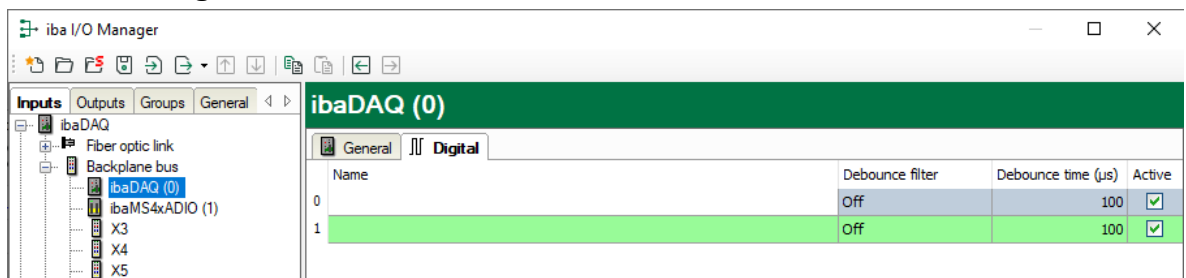 iba I/O Manager
Inputs Outputs Groups General
ibaDAQ (0)
ibaDAQ
Fiber optic link
Backplane bus
ibaDAQ (0)
ibaMS4xADIO (1)
X3
X4
X5
General Digital
Name Debounce filter Debounce time (µs) Active
0 Off 100
1 Off 100